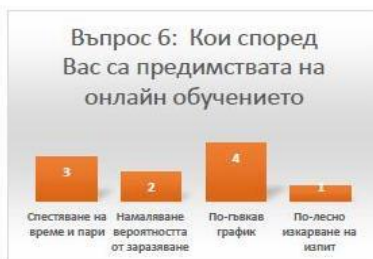 Въпрос 6: Кои според
Вас са предимствата на
онлайн обучението
3
2
4
1
Спестяване на
време и пари
Намаляване
вероятността
от заразяване
По-гъвкав
график
По-лесно
изкарване на
изпит